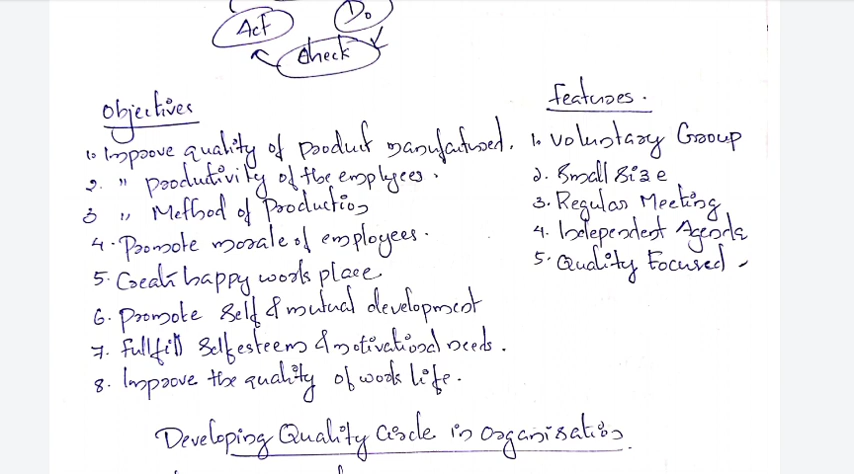 Act
Do
Check
Objectives
1. Improve quality of product manufactured.
2. " Productivity of the employees.
3 " Method of Production
4. Promote morale of employees.
5. Create happy work place
6. Promote Self & mutual development
7. Fullfill Self esteem & motivational needs.
8. Improve the quality of work life.
Features.
1. Voluntary Group
2. Small Size
3. Regular Meeting
4. Independent Agenda
5. Quality Focused
Developing Quality Circle in Organisation.